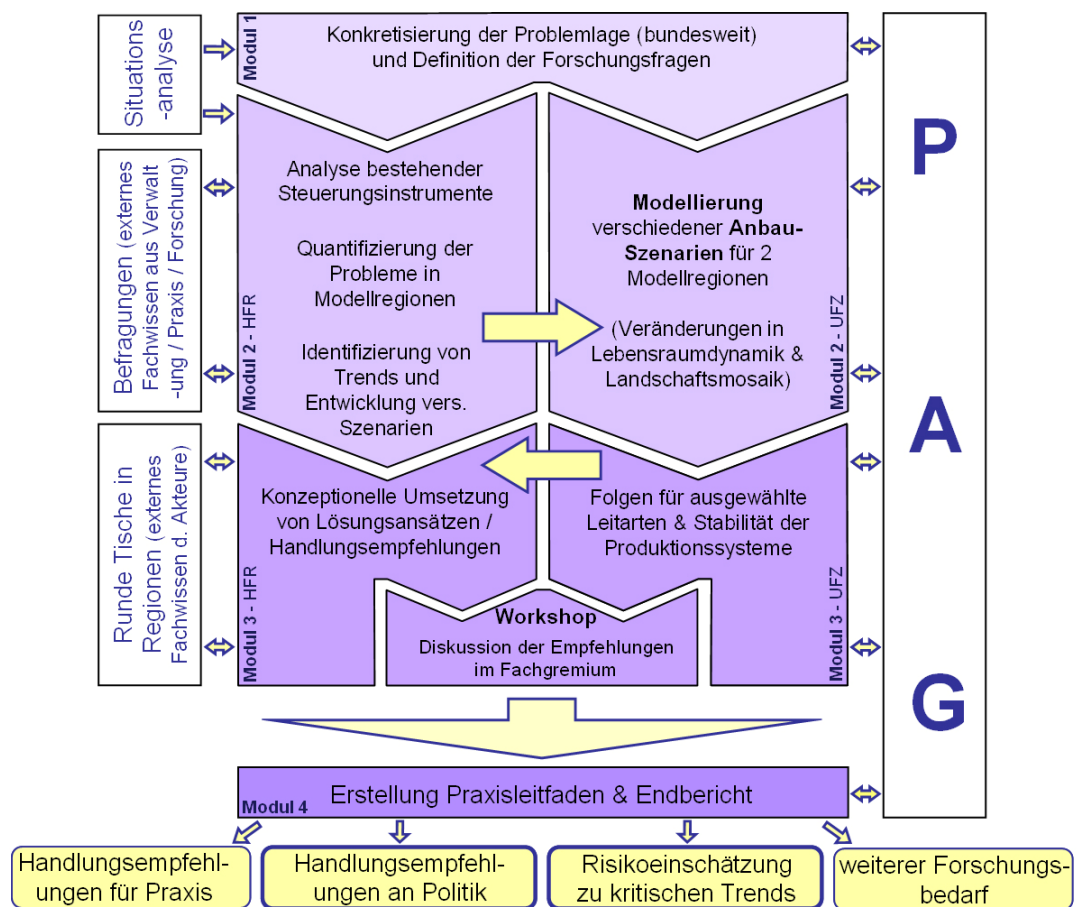 Modul 1
Konkretisierung der Problemlage (bundesweit)
und Definition der Forschungsfragen
Situations
-analyse
Befragungen (externes
Fachwissen aus Verwalt
-ung / Praxis / Forschung)
Runde Tische in
Regionen (externes
Fachwissen d. Akteure)
Modul 2 - HFR
Analyse bestehender
Steuerungsinstrumente
Quantifizierung der
Probleme in
Modellregionen
Identifizierung von
Trends und
Entwicklung vers.
Szenarien
Modellierung
verschiedener Anbau-
Szenarien für 2
Modellregionen
(Veränderungen in
Lebensraumdynamik &
Landschaftsmosaik)
Modul 2 - UFZ
Modul 3 - HFR
Konzeptionelle Umsetzung
von Lösungsansätzen /
Handlungsempfehlungen
Folgen für ausgewählte
Leitarten & Stabilität der
Produktionssysteme
Modul 3 - UFZ
Workshop
Diskussion der Empfehlungen
im Fachgremium
P
A
G
Modul 4
Erstellung Praxisleitfaden & Endbericht
Handlungsempfehl-
ungen für Praxis
Handlungsempfehl-
ungen an Politik
Risikoeinschätzung
zu kritischen Trends
weiterer Forschungs-
bedarf